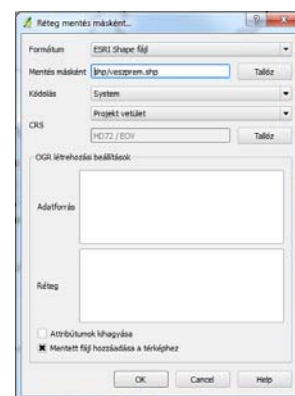 Réteg mentés másként...
Formátum ESRI Shape fájl
Mentés másként shp/veszprem.shp Tallóz
Kódolás System
Projekt vetület
CRS
HD72 / EOV Tallóz
OGR létrehozási beállítások
Adatforrás
Réteg
Attribútumok kihagyása
Mentett fájl hozzáadása a térképhez
OK Cancel Help